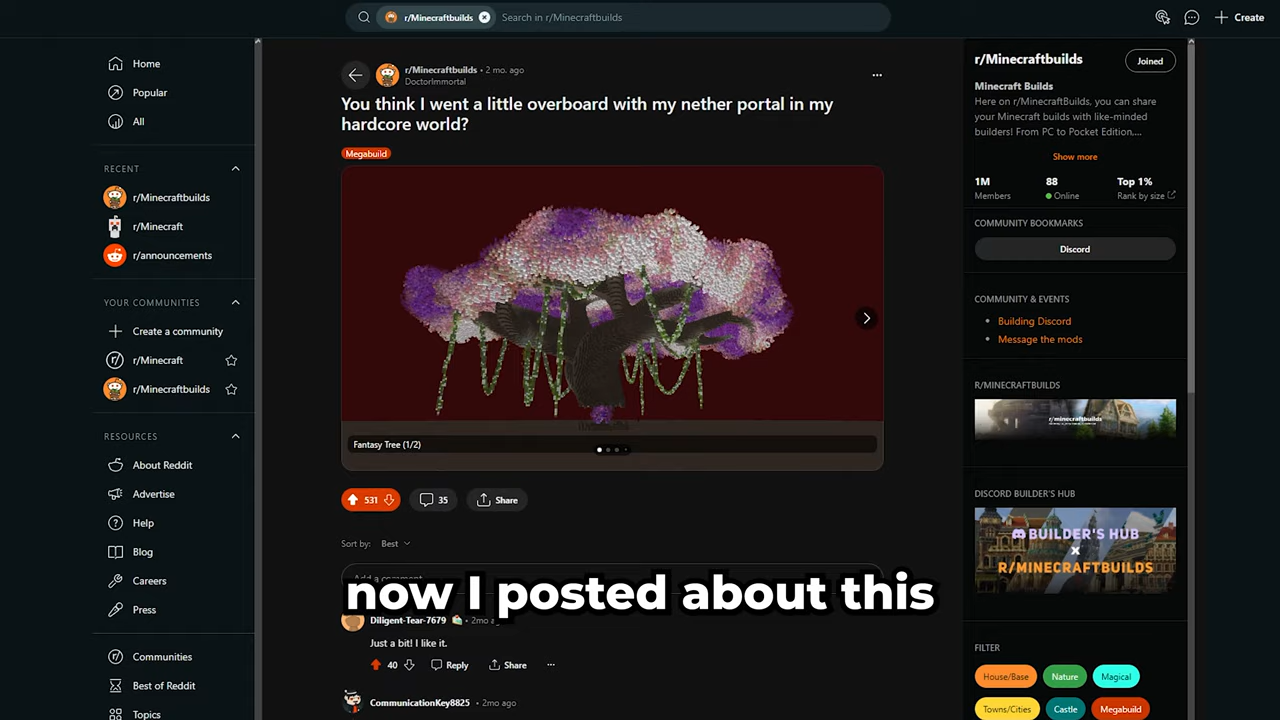 r/Minecraftbuilds
Search in r/Minecraftbuilds
Create
Home
Popular
All
RECENT
r/Minecraftbuilds
r/Minecraft
r/announcements
YOUR COMMUNITIES
Create a community
r/Minecraft
r/Minecraftbuilds
RESOURCES
About Reddit
Advertise
Help
Blog
Careers
Press
Communities
Best of Reddit
Topics
r/Minecraftbuilds • 2 mo. ago
DoctorImmortal
You think I went a little overboard with my nether portal in my
hardcore world?
Megabuild
Fantasy Tree (1/2)
531
35
Share
Sort by: Best
Add a comment
now I posted about this
Diligent-Tear-7679 • 2mo
Just a bit! I like it.
40
Reply
Share
CommunicationKey8825 • 2mo ago
r/Minecraftbuilds
Joined
Minecraft Builds
Here on r/MinecraftBuilds, you can
share your Minecraft builds with like-minded
builders! From PC to Pocket Edition,...
Show more
1M
Members
88
Online
Top 1%
Rank by size
COMMUNITY BOOKMARKS
Discord
COMMUNITY & EVENTS
Building Discord
Message the mods
R/MINECRAFTBUILDS
r/minecraftbuilds
DISCORD BUILDER'S HUB
BUILDER'S HUB
X
R/MINECRAFTBUILDS
FILTER
House/Base
Nature
Magical
Towns/Cities
Castle
Megabuild